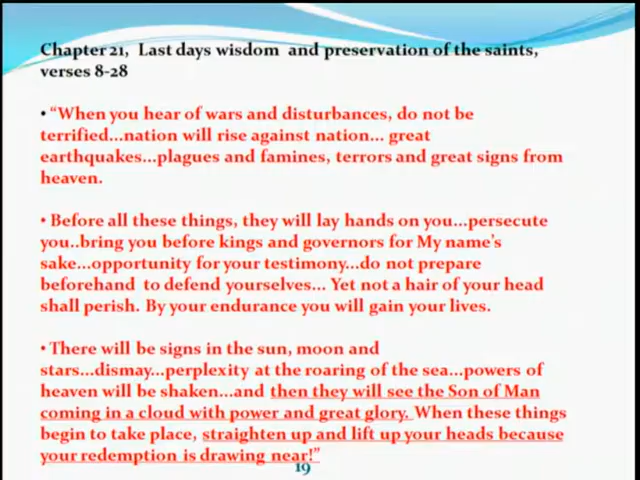 Chapter 21,  Last days wisdom  and preservation of the saints,
verses 8-28
• “When you hear of wars and disturbances, do not be
terrified...nation will rise against nation... great
earthquakes...plagues and famines, terrors and great signs from
heaven.
• Before all these things, they will lay hands on you...persecute
you..bring you before kings and governors for My name’s
sake...opportunity for your testimony...do not prepare
beforehand  to defend yourselves... Yet not a hair of your head
shall perish. By your endurance you will gain your lives.
• There will be signs in the sun, moon and
stars...dismay...perplexity at the roaring of the sea...powers of
heaven will be shaken...and then they will see the Son of Man
coming in a cloud with power and great glory. When these things
begin to take place, straighten up and lift up your heads because
your redemption is drawing near!”
19